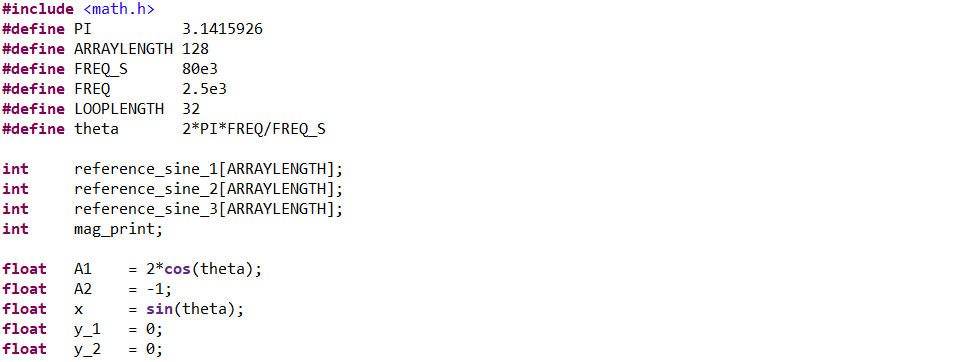 #include <math.h>
#define PI          3.1415926
#define ARRAYLENGTH 128
#define FREQ_S      80e3
#define FREQ        2.5e3
#define LOOPLENGTH  32
#define theta       2*PI*FREQ/FREQ_S

int     reference_sine_1[ARRAYLENGTH];
int     reference_sine_2[ARRAYLENGTH];
int     reference_sine_3[ARRAYLENGTH];
int     mag_print;

float   A1    = 2*cos(theta);
float   A2    = -1;
float   x     = sin(theta);
float   y_1   = 0;
float   y_2   = 0;